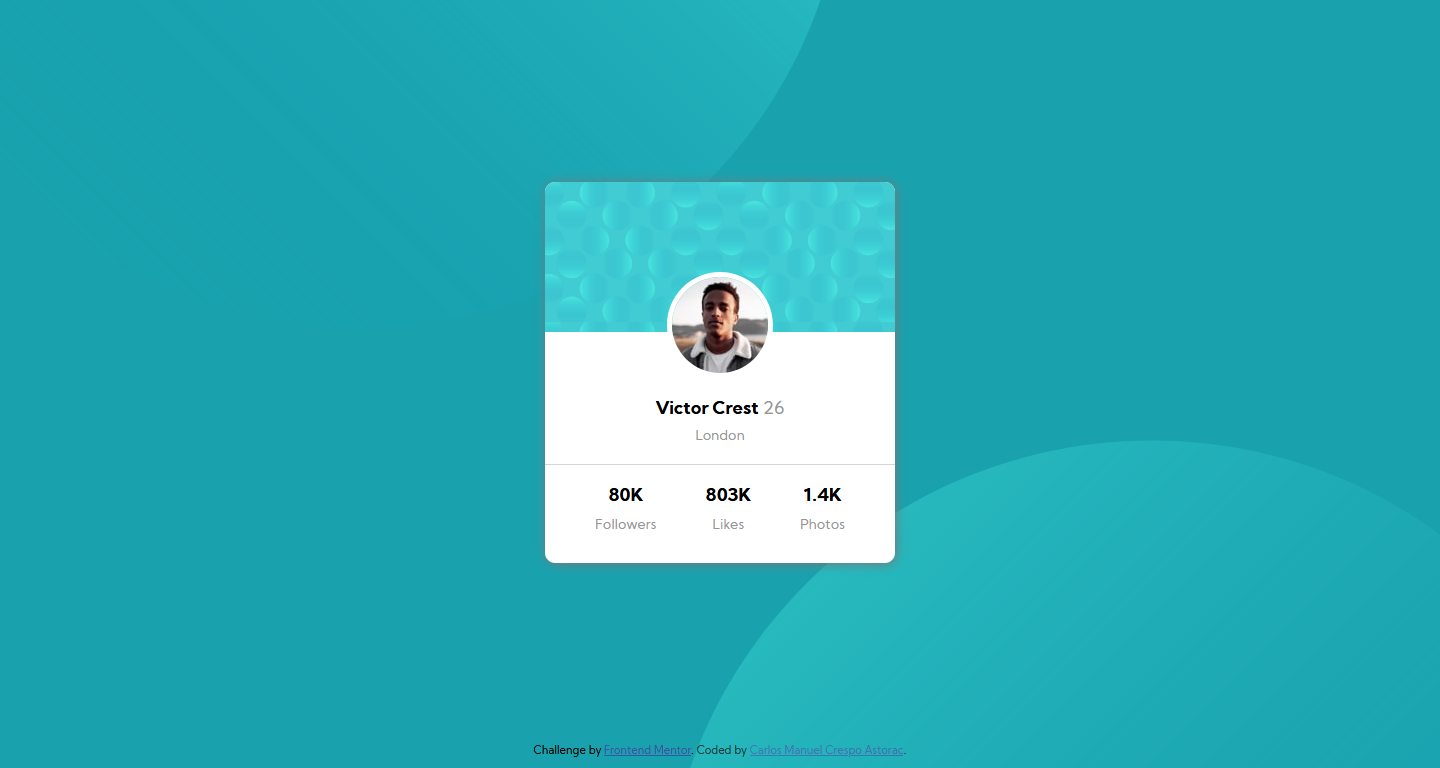 Victor Crest 26
London
80K 803K 1.4K
Followers Likes Photos
Challenge by Frontend Mentor. Coded by Carlos Manuel Crespo Astorac.